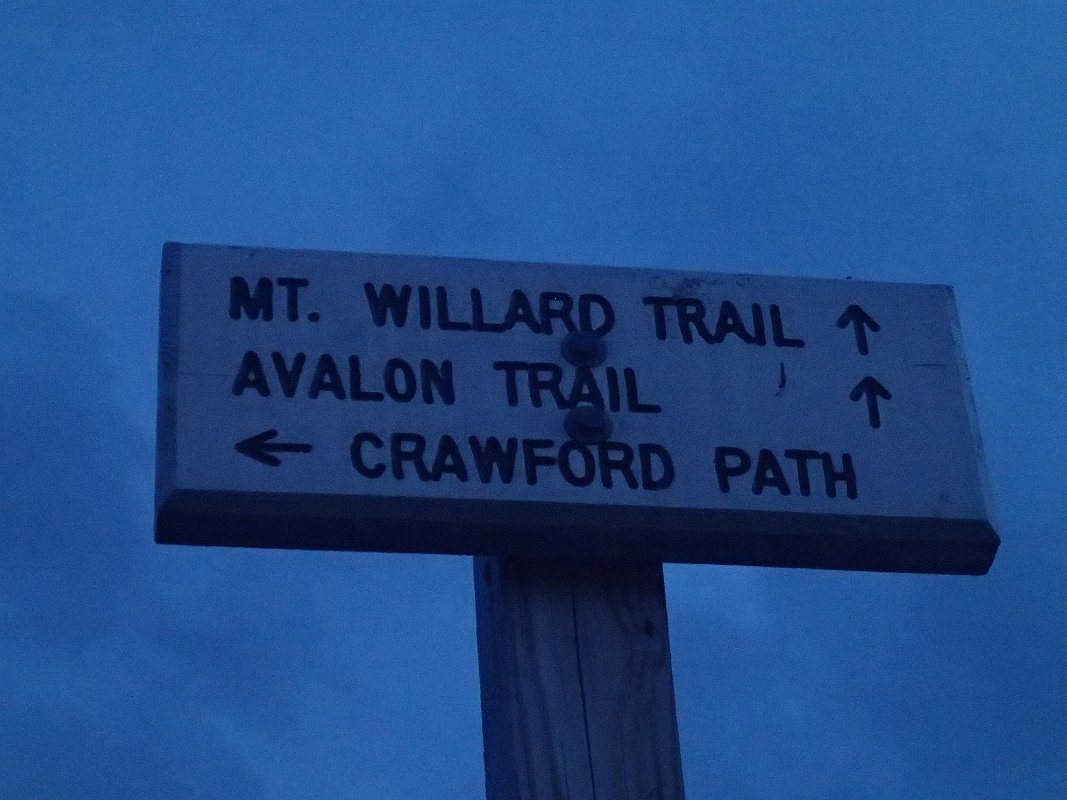 MT. WILLARD TRAIL ↑
AVALON TRAIL ↑
← CRAWFORD PATH